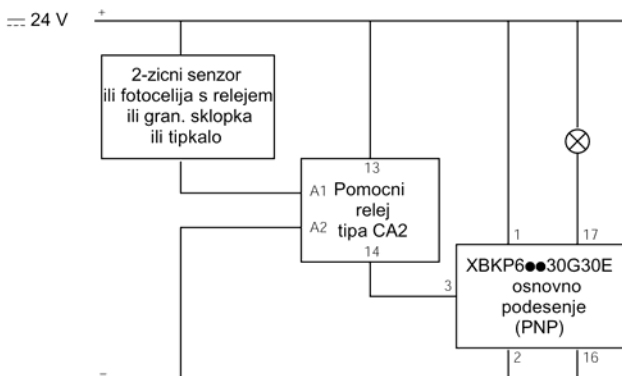 ⎓ 24 V
+
2-zicni senzor
ili fotocelija s relejem
ili gran. sklopka
ili tipkalo
13
A1
Pomocni
relej
tipa CA2
A2
14
1
17
3
XBKP6●●30G30E
osnovno
podesenje
(PNP)
2
16
–